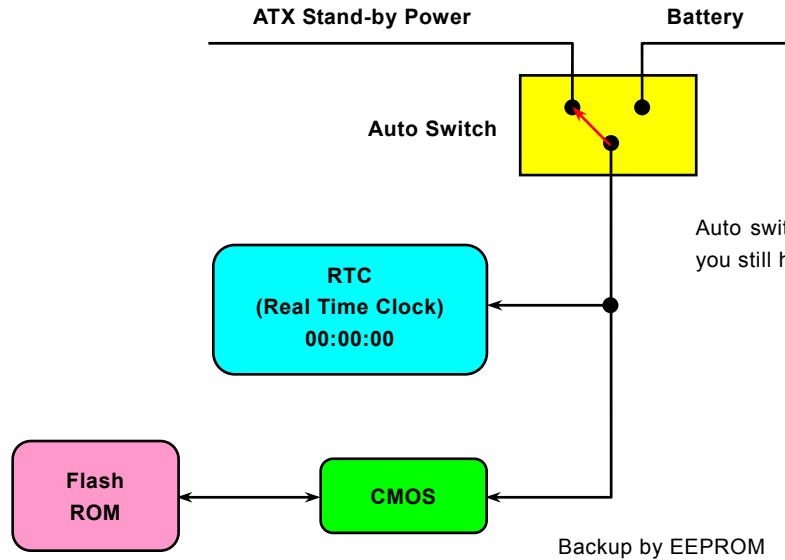 ATX Stand-by Power
Battery
Auto Switch
Auto
you still
RTC
(Real Time Clock)
00:00:00
Flash
ROM
CMOS
Backup by EEPROM